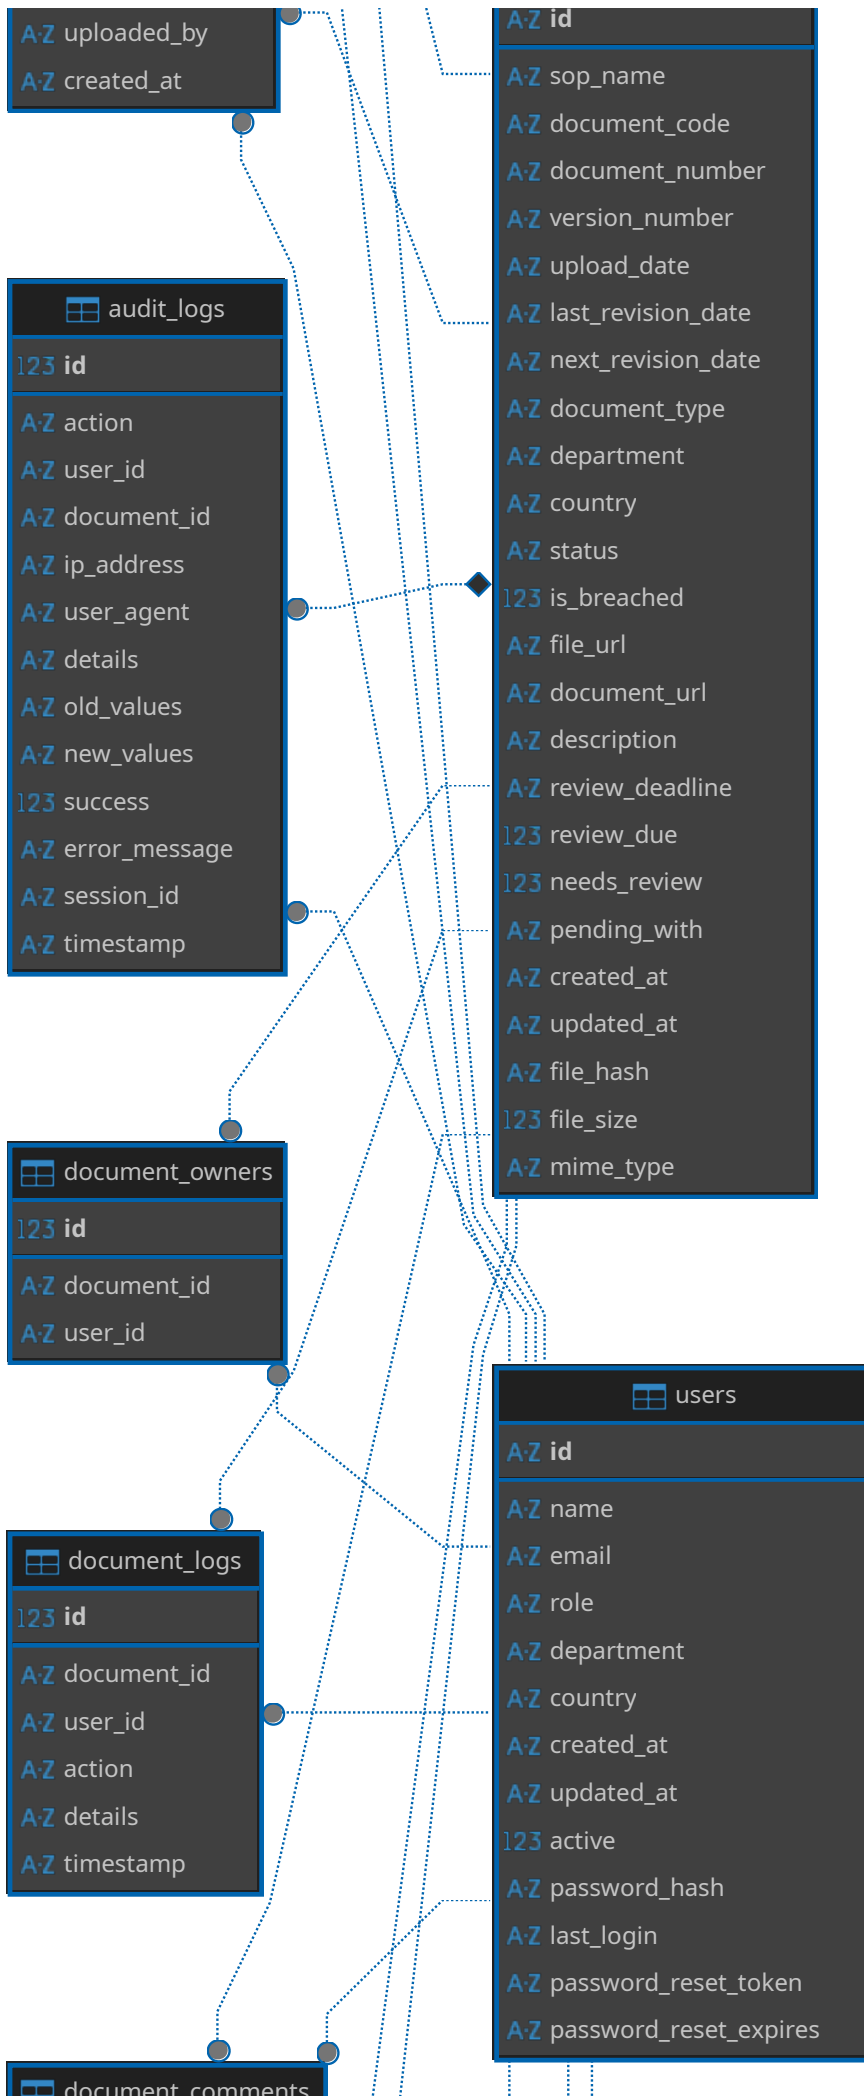 uploaded_by
created_at
audit_logs
123 id
A-Z action
A-Z user_id
A-Z document_id
A-Z ip_address
A-Z user_agent
A-Z details
A-Z old_values
A-Z new_values
123 success
A-Z error_message
A-Z session_id
A-Z timestamp
document_owners
123 id
A-Z document_id
A-Z user_id
document_logs
123 id
A-Z document_id
A-Z user_id
A-Z action
A-Z details
A-Z timestamp
document_comments
A-Z id
A-Z sop_name
A-Z document_code
A-Z document_number
A-Z version_number
A-Z upload_date
A-Z last_revision_date
A-Z next_revision_date
A-Z document_type
A-Z department
A-Z country
A-Z status
123 is_breached
A-Z file_url
A-Z document_url
A-Z description
A-Z review_deadline
123 review_due
123 needs_review
A-Z pending_with
A-Z created_at
A-Z updated_at
A-Z file_hash
123 file_size
A-Z mime_type
users
A-Z id
A-Z name
A-Z email
A-Z role
A-Z department
A-Z country
A-Z created_at
A-Z updated_at
123 active
A-Z password_hash
A-Z last_login
A-Z password_reset_token
A-Z password_reset_expires